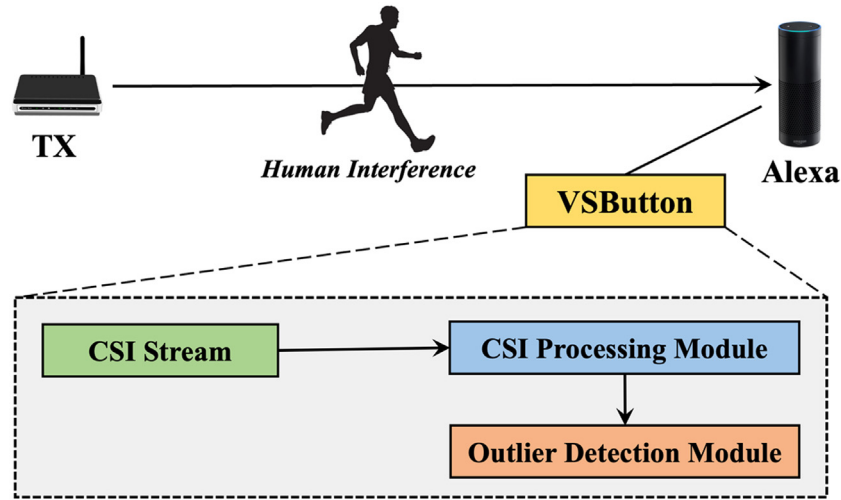 TX
Human Interference
Alexa
VSButton
CSI Stream
CSI Processing Module
Outlier Detection Module